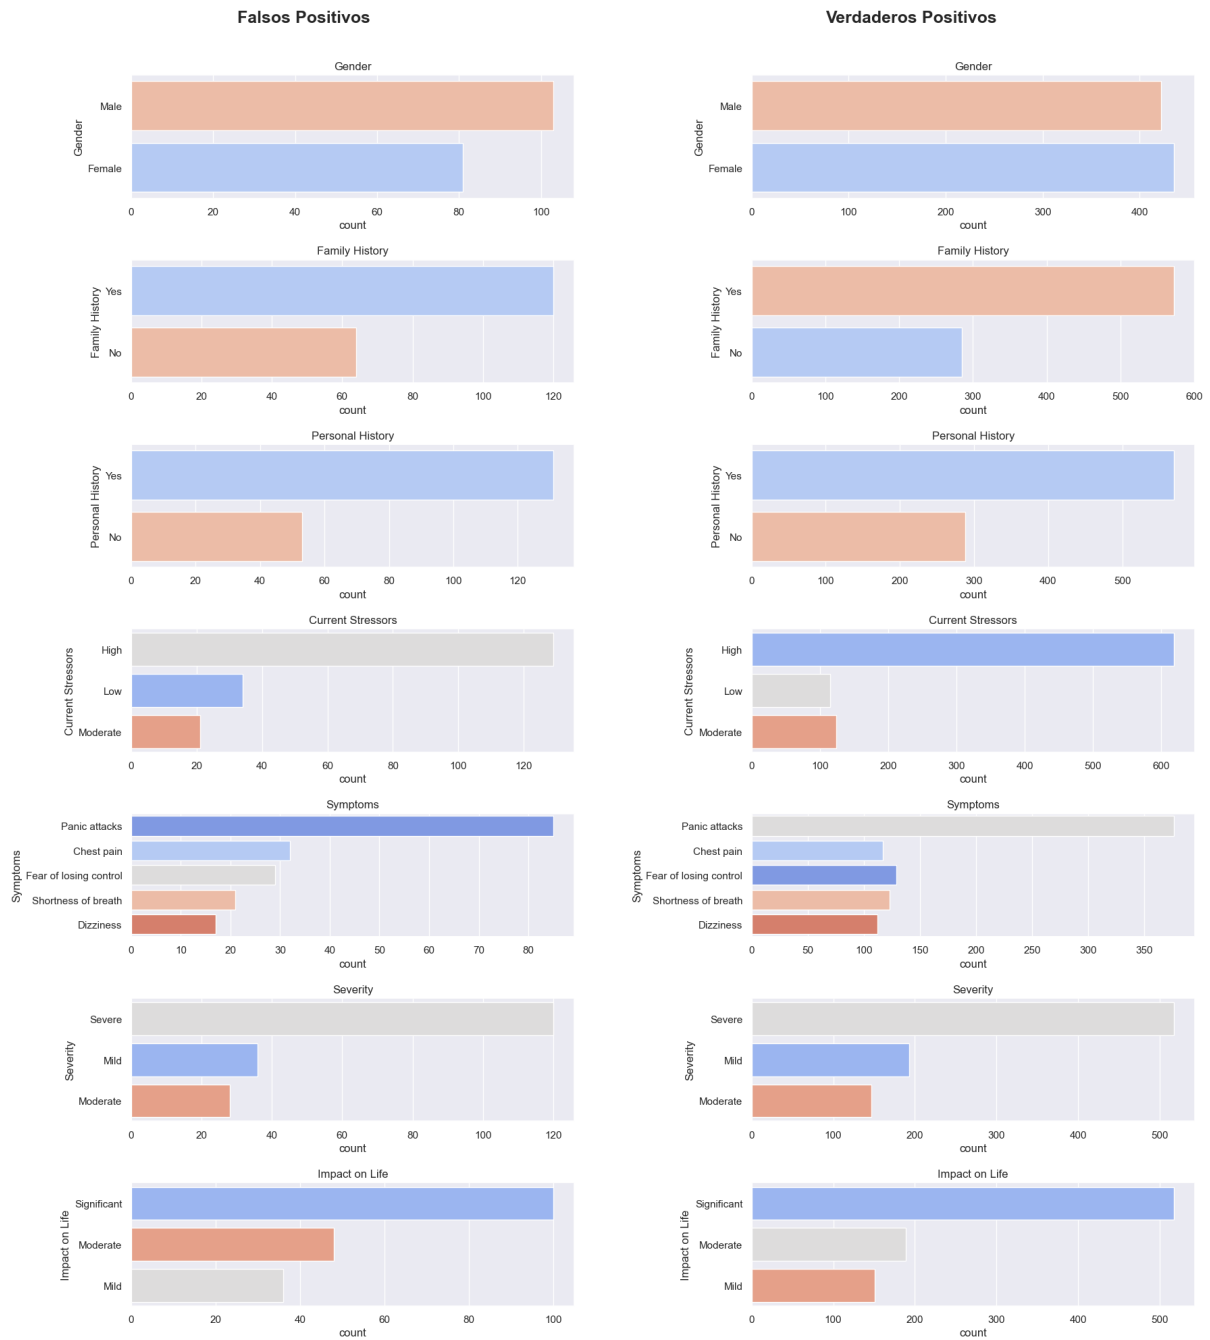 Falsos Positivos
Verdaderos Positivos
Gender
Gender
Male
Female
0 20 40 60 80 100
count
Gender
Gender
Male
Female
0 100 200 300 400
count
Family History
Family History
Yes
No
0 20 40 60 80 100 120
count
Family History
Family History
Yes
No
0 100 200 300 400 500 600
count
Personal History
Personal History
Yes
No
0 20 40 60 80 100 120
count
Personal History
Personal History
Yes
No
0 100 200 300 400 500
count
Current Stressors
Current Stressors
High
Low
Moderate
0 20 40 60 80 100 120
count
Current Stressors
Current Stressors
High
Low
Moderate
0 100 200 300 400 500 600
count
Symptoms
Symptoms
Panic attacks
Chest pain
Fear of losing control
Shortness of breath
Dizziness
0 10 20 30 40 50 60 70 80
count
Symptoms
Symptoms
Panic attacks
Chest pain
Fear of losing control
Shortness of breath
Dizziness
0 50 100 150 200 250 300 350
count
Severity
Severity
Severe
Mild
Moderate
0 20 40 60 80 100 120
count
Severity
Severity
Severe
Mild
Moderate
0 100 200 300 400 500
count
Impact on Life
Impact on Life
Significant
Moderate
Mild
0 20 40 60 80 100
count
Impact on Life
Impact on Life
Significant
Moderate
Mild
0 100 200 300 400 500
count